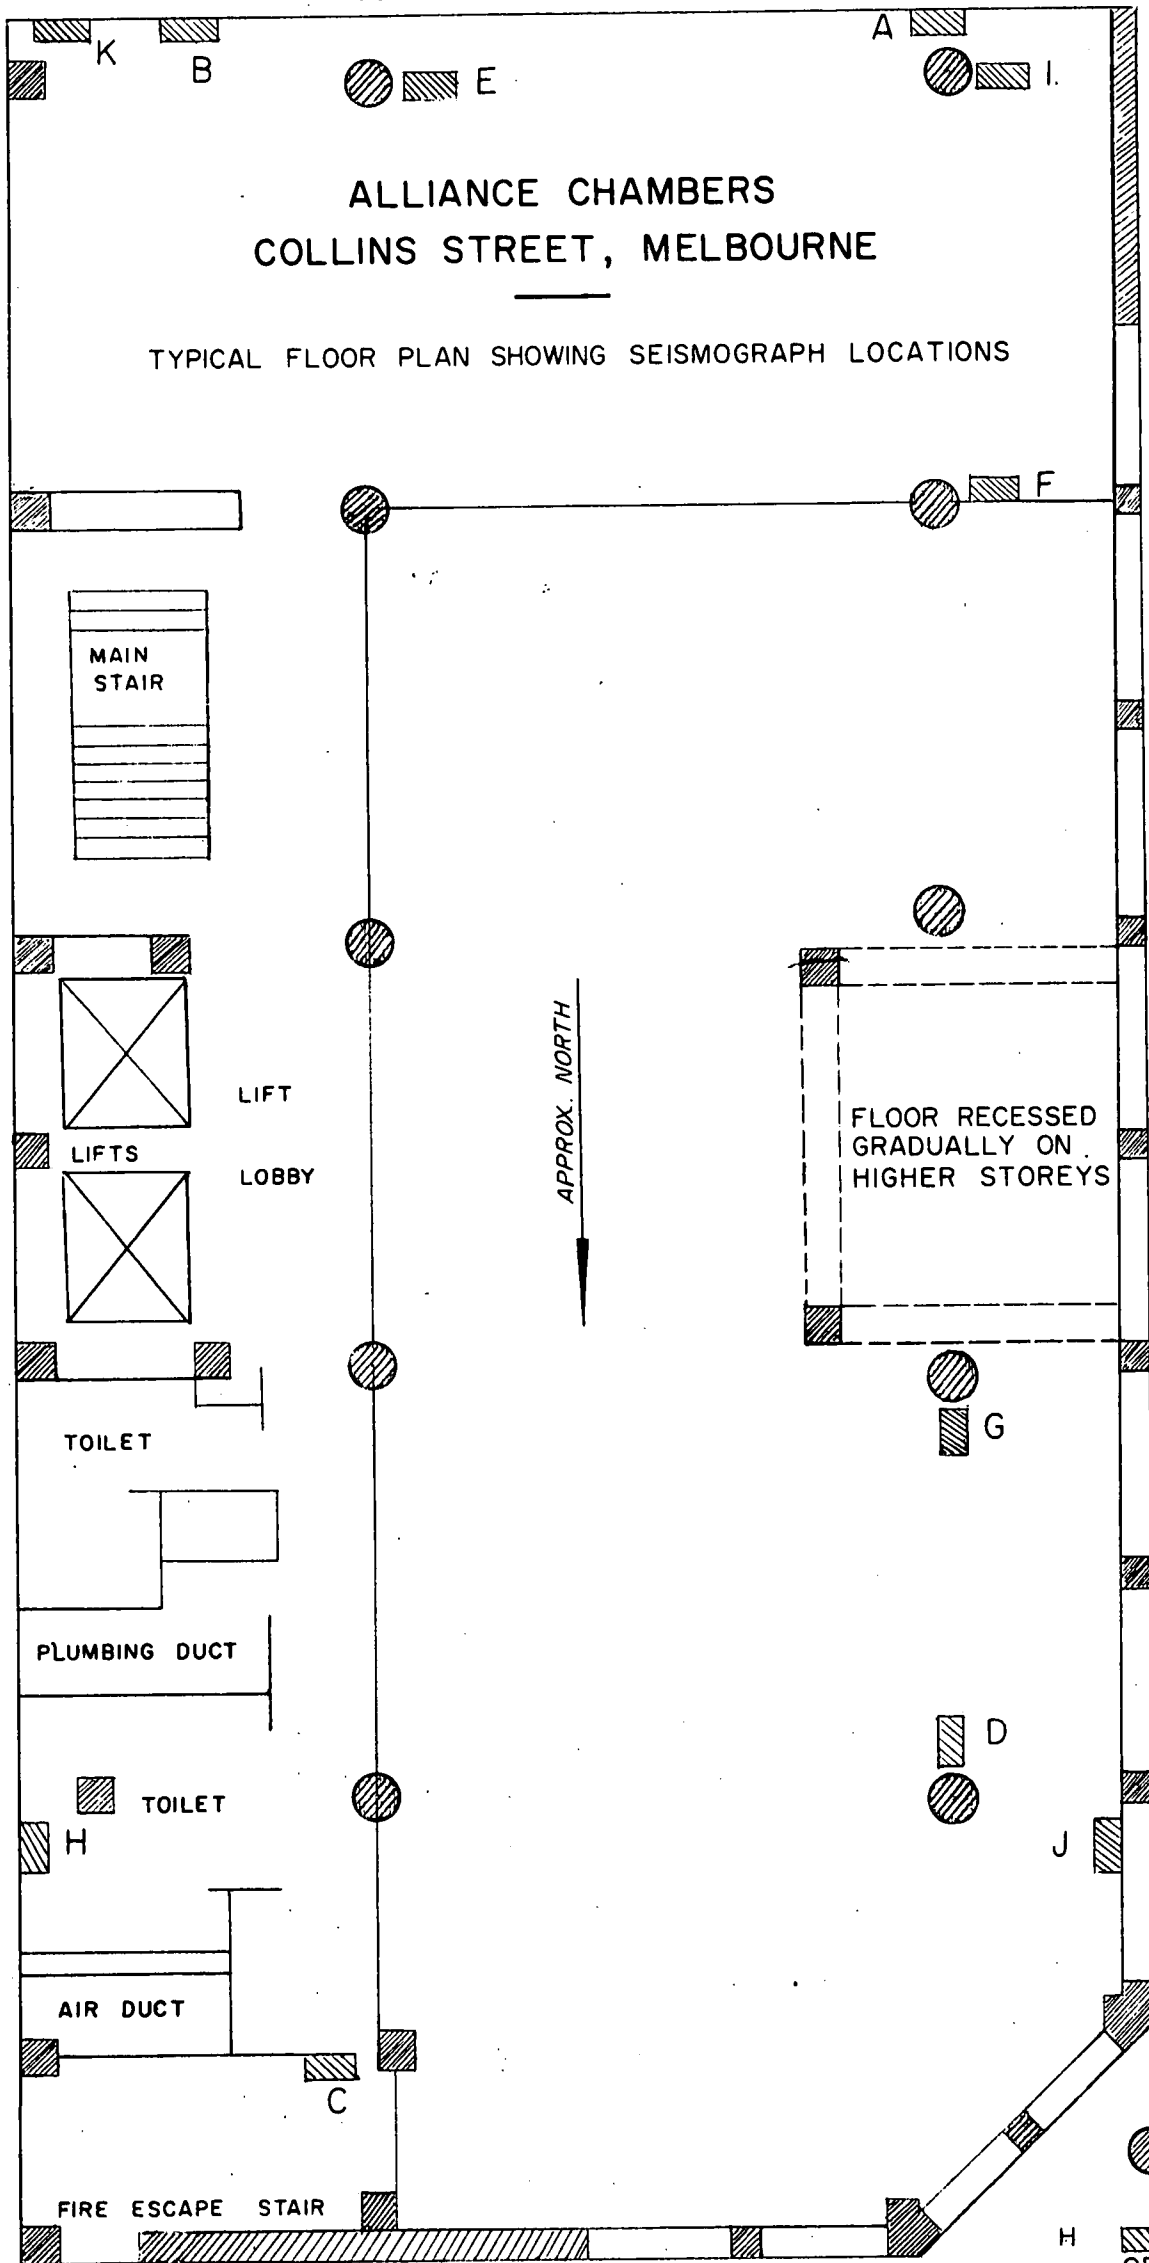 K
B
E
A
I.
ALLIANCE CHAMBERS
COLLINS STREET, MELBOURNE
TYPICAL FLOOR PLAN SHOWING SEISMOGRAPH LOCATIONS
F
MAIN
STAIR
LIFT
LIFTS
LOBBY
APPROX. NORTH
FLOOR RECESSED
GRADUALLY ON
HIGHER STOREYS
G
TOILET
PLUMBING DUCT
D
TOILET
H
J
AIR DUCT
C
FIRE ESCAPE STAIR
H